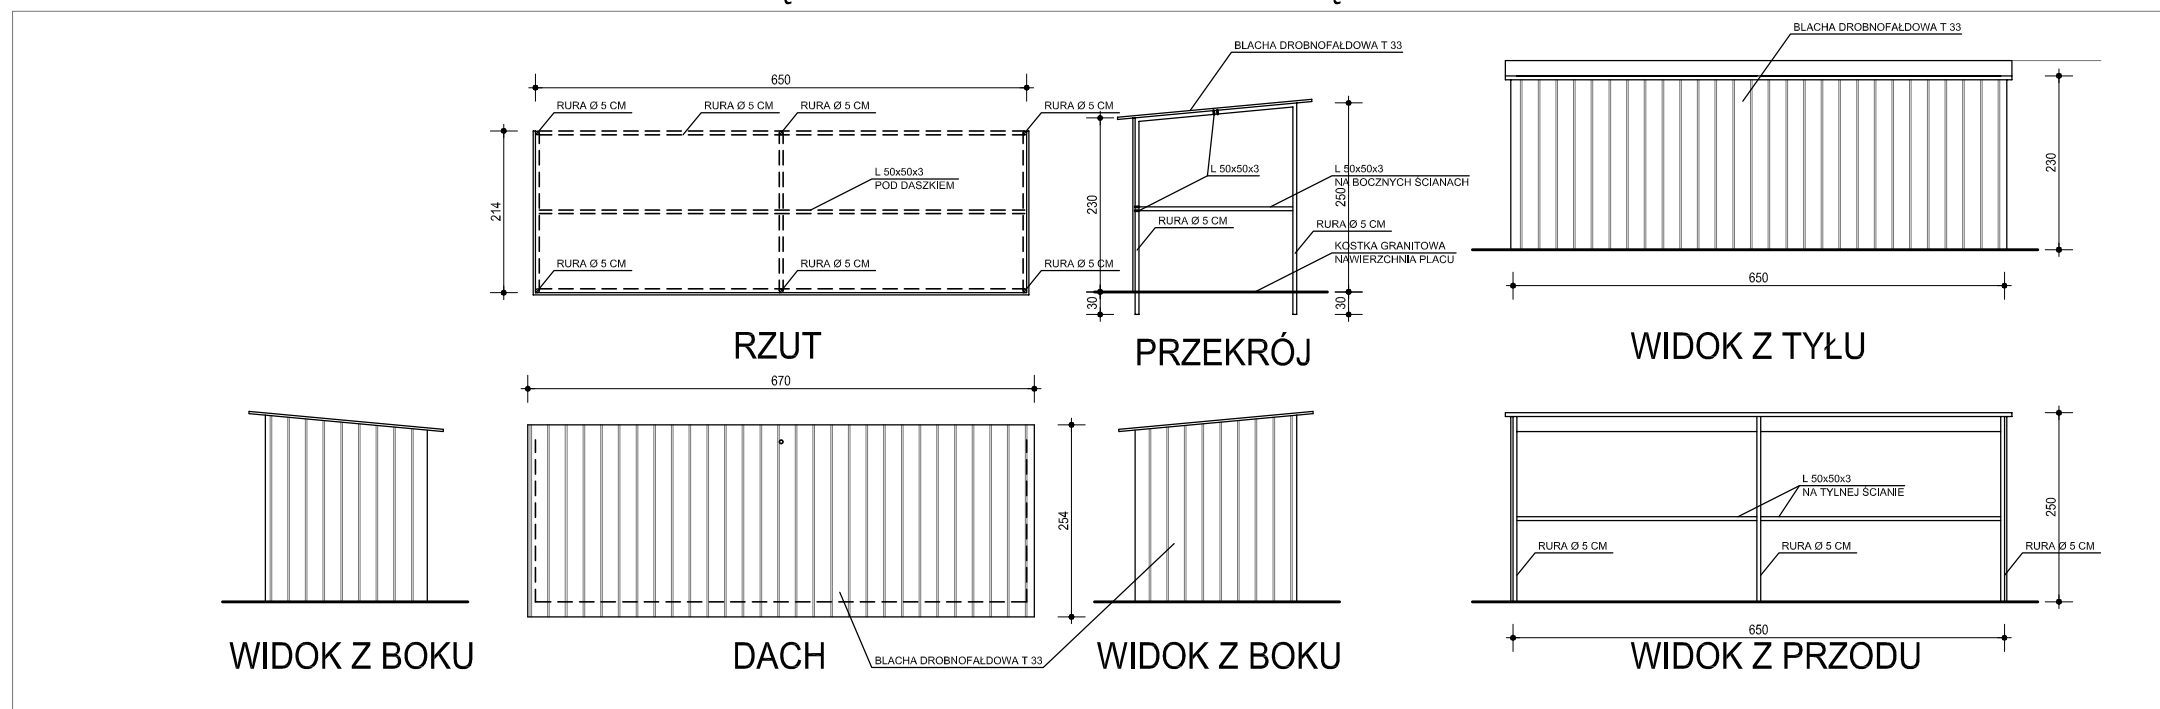 650
RURA Ø 5 CM
RURA Ø 5 CM
RURA Ø 5 CM
RURA Ø 5 CM
214
L 50x50x3
POD DASZKIEM
RURA Ø 5 CM
RURA Ø 5 CM
RURA Ø 5 CM
RZUT
BLACHA DROBNOFAŁDOWA T 33
L 50x50x3
L 50x50x3
NA BOCZNYCH ŚCIANACH
230
250
RURA Ø 5 CM
RURA Ø 5 CM
KOSTKA GRANITOWA
NAWIERZCHNIA PLACU
30
30
PRZEKRÓJ
BLACHA DROBNOFAŁDOWA T 33
230
650
WIDOK Z TYŁU
WIDOK Z BOKU
670
254
DACH
BLACHA DROBNOFAŁDOWA T 33
WIDOK Z BOKU
L 50x50x3
NA TYLNEJ ŚCIANIE
250
RURA Ø 5 CM
RURA Ø 5 CM
RURA Ø 5 CM
650
WIDOK Z PRZODU